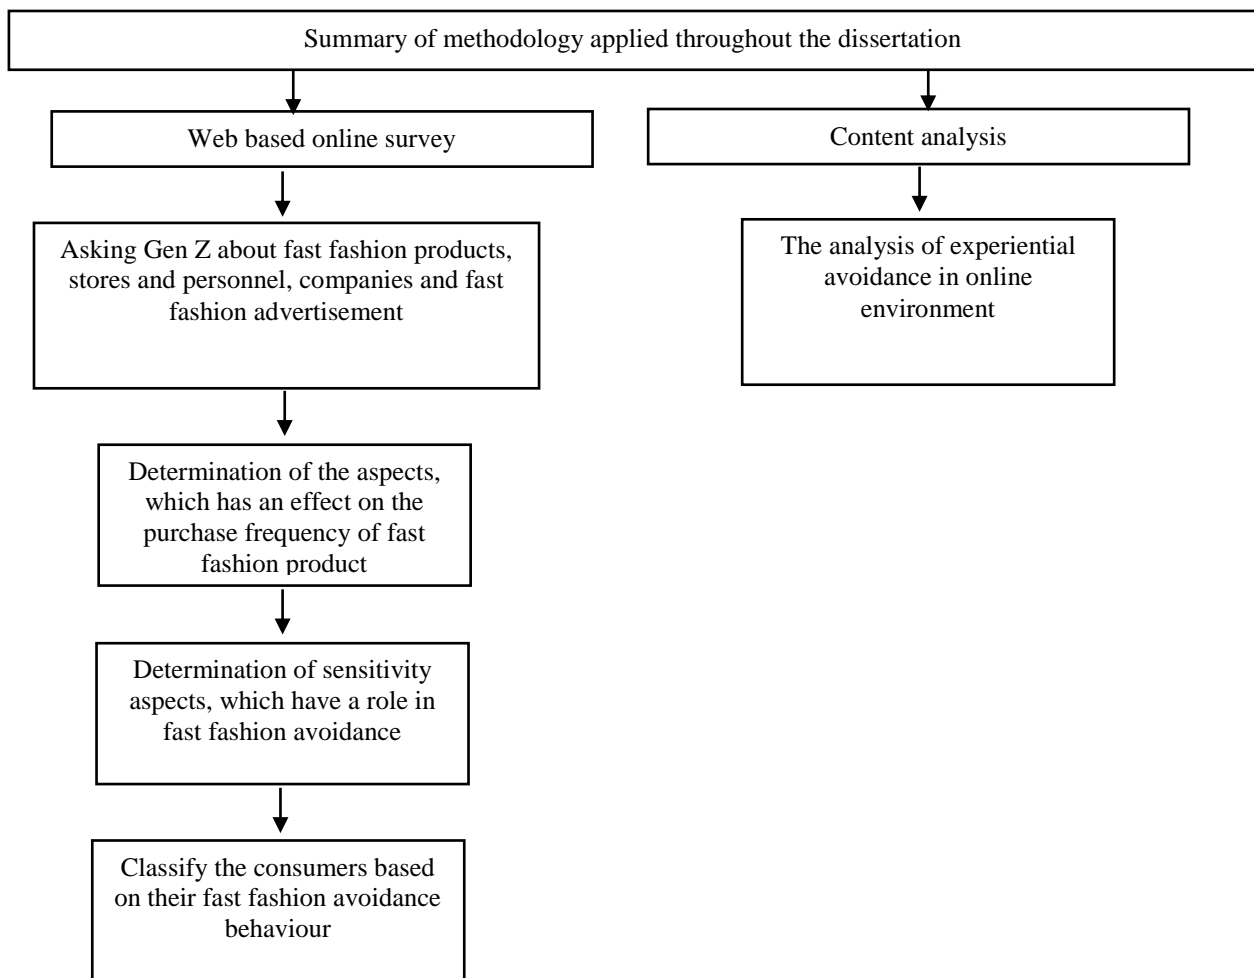 Summary of methodology applied throughout the dissertation
Web based online survey
Content analysis
Asking Gen Z about fast fashion products,
stores and personnel, companies and fast
fashion advertisement
The analysis of experiential
avoidance in online
environment
Determination of the aspects,
which has an effect on the
purchase frequency of fast
fashion product
Determination of sensitivity
aspects, which have a role in
fast fashion avoidance
Classify the consumers based
on their fast fashion avoidance
behaviour